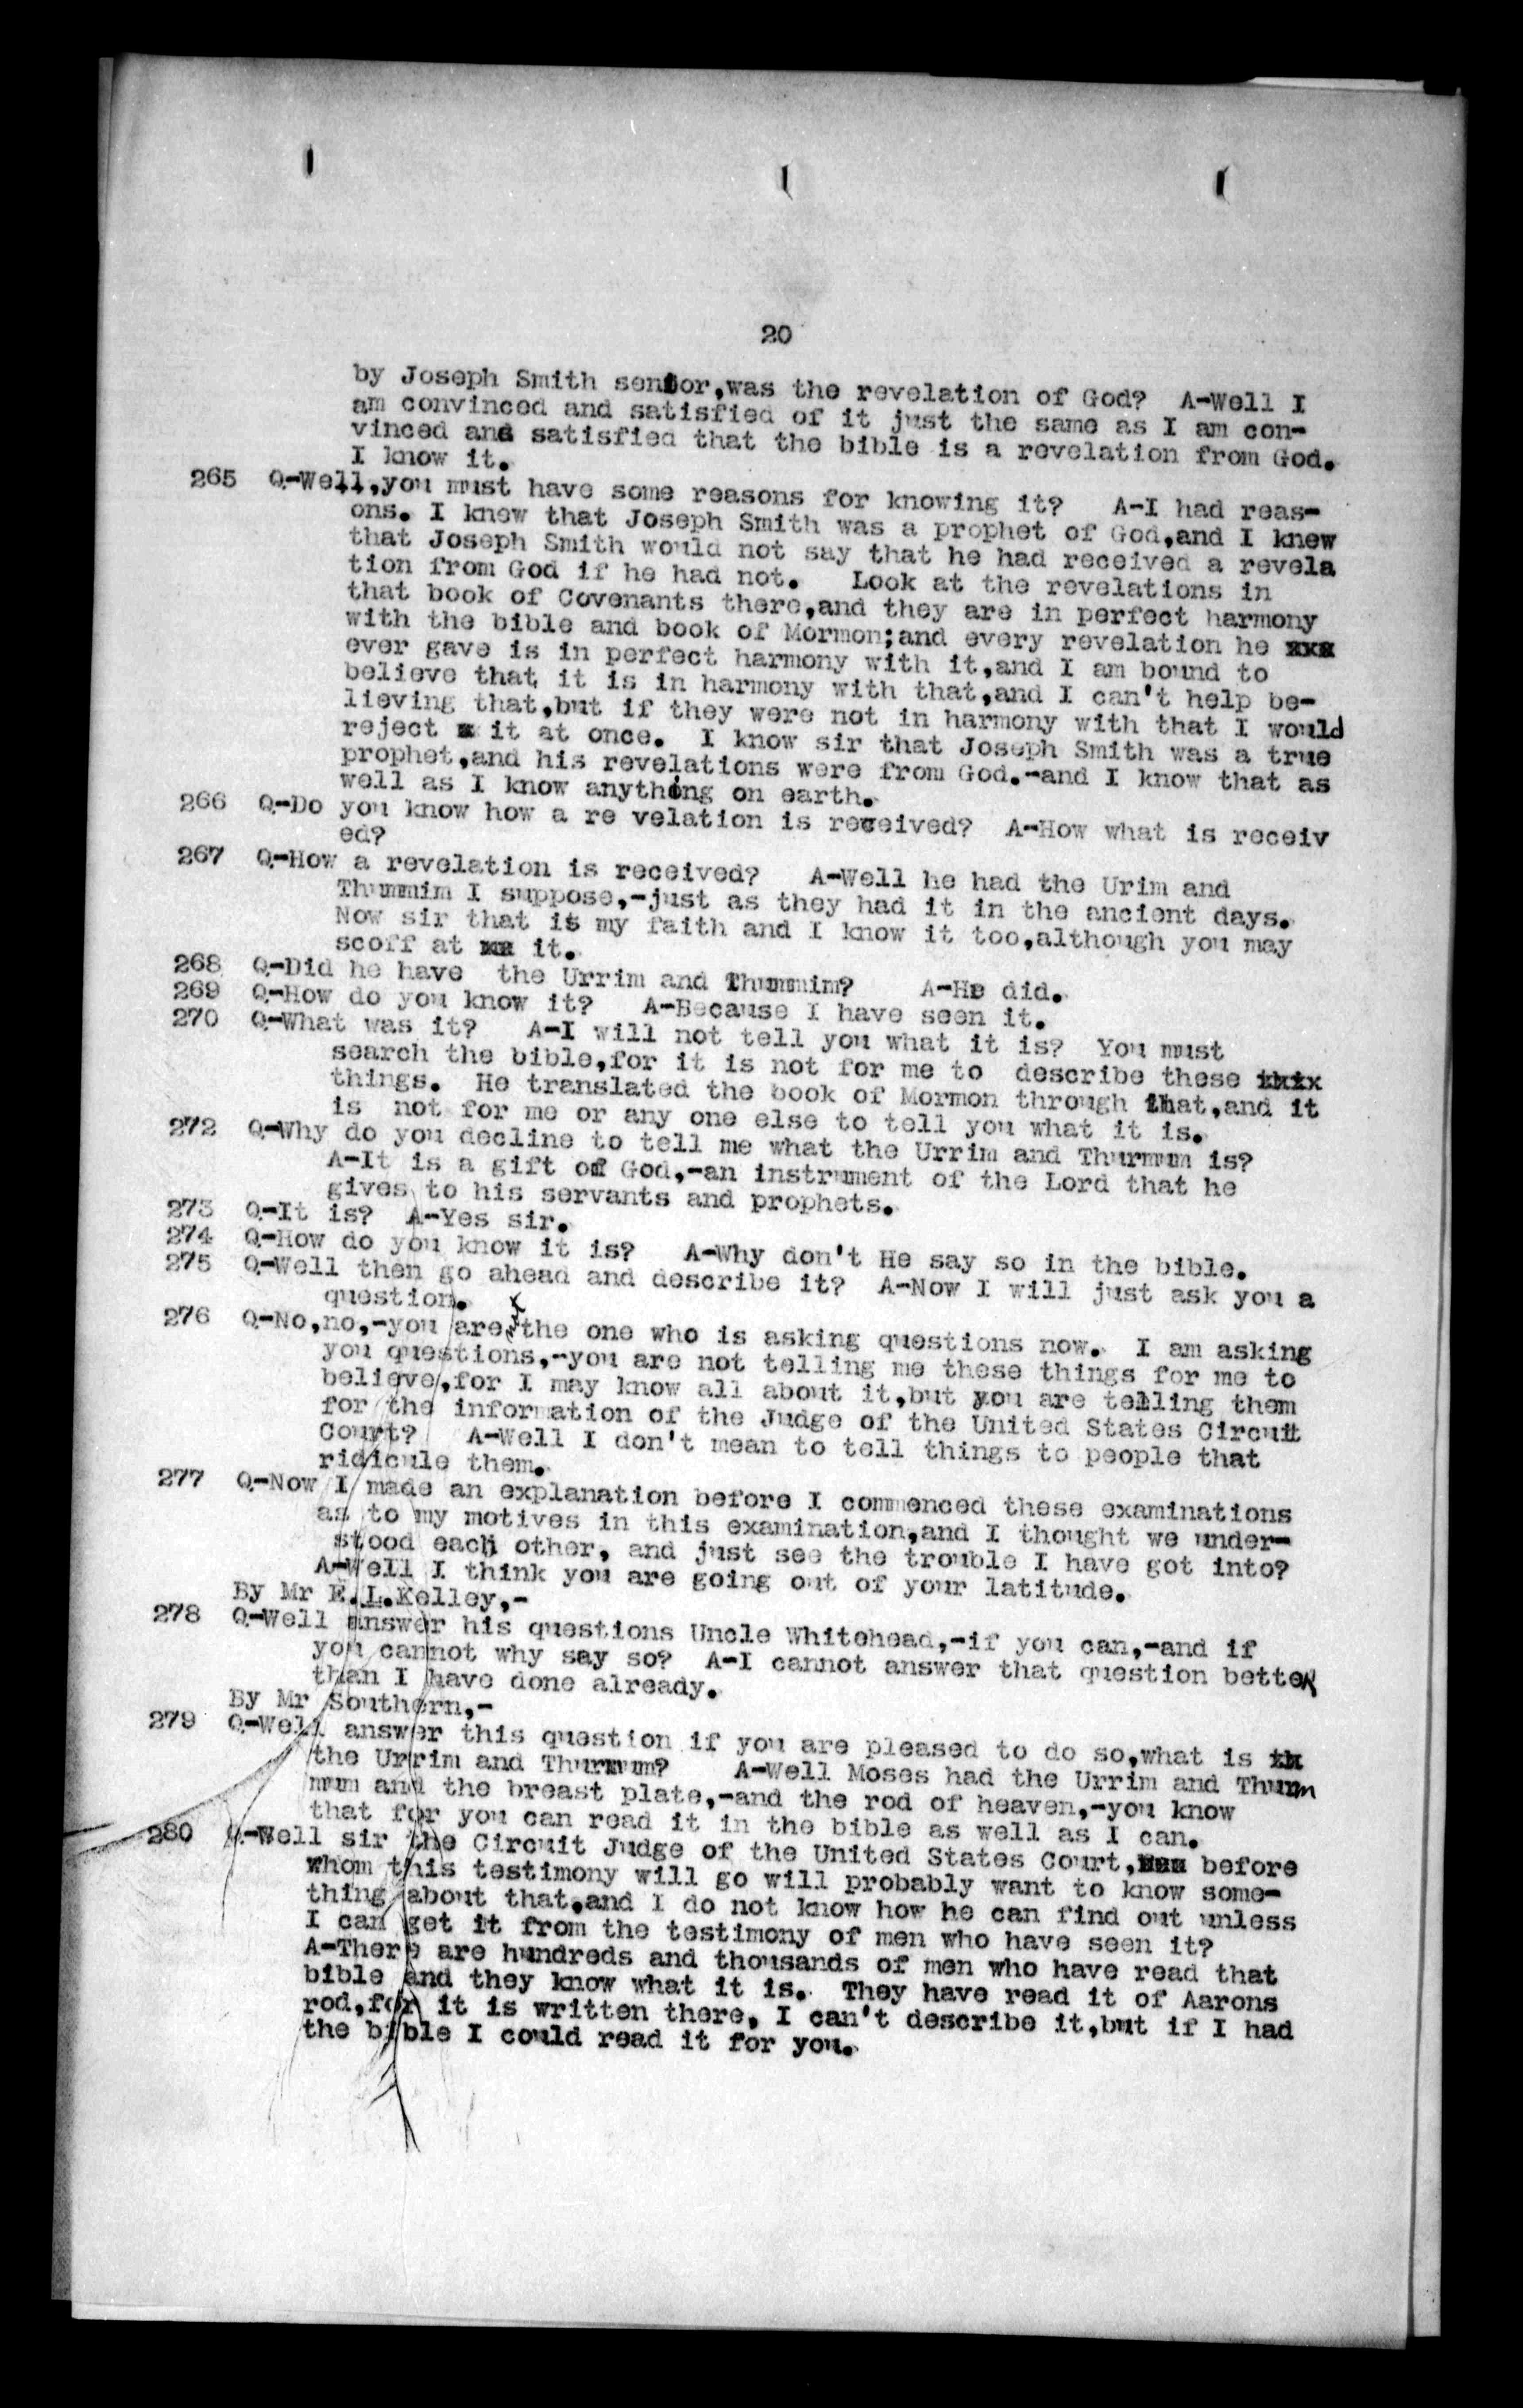 20
by Joseph Smith senior,was the revelation of God? A-Well I
am convinced and satisfied of it just the same as I am con-
vinced and satisfied that the bible is a revelation from God.
I know it.
265 Q-Well,you must have some reasons for knowing it? A-I had reas-
ons. I knew that Joseph Smith was a prophet of God,and I knew
that Joseph Smith would not say that he had received a revela
tion from God if he had not. Look at the revelations in
that book of Covenants there,and they are in perfect harmony
with the bible and book of Mormon;and every revelation he xxx
ever gave is in perfect harmony with it,and I am bound to
believe that it is in harmony with that,and I can't help be-
lieving that,but if they were not in harmony with that I would
reject x it at once. I know sir that Joseph Smith was a true
prophet,and his revelations were from God.-and I know that as
well as I know anything on earth.
266 Q-Do you know how a re velation is received? A-How what is receiv
ed?
267 Q-How a revelation is received? A-Well he had the Urim and
Thummim I suppose,-just as they had it in the ancient days.
Now sir that is my faith and I know it too,although you may
scoff at xx it.
268 Q-Did he have the Urrim and Thummim? A-He did.
269 Q-How do you know it? A-Because I have seen it.
270 Q-What was it? A-I will not tell you what it is? You must
search the bible,for it is not for me to describe these
things. He translated the book of Mormon through that,and it
is not for me or any one else to tell you what it is.
272 Q-Why do you decline to tell me what the Urrim and Thurmum is?
A-It is a gift of God,-an instrument of the Lord that he
gives to his servants and prophets.
273 Q-It is? A-Yes sir.
274 Q-How do you know it is? A-Why don't He say so in the bible.
275 Q-Well then go ahead and describe it? A-Now I will just ask you a
question.
276 Q-No,no,-you are the one who is asking questions now. I am asking
you questions,-you are not telling me these things for me to
believe,for I may know all about it,but you are telling them
for the information of the Judge of the United States Circuit
Court? A-Well I don't mean to tell things to people that
ridicule them.
277 Q-Now I made an explanation before I commenced these examinations
as to my motives in this examination,and I thought we under-
stood each other, and just see the trouble I have got into?
A-Well I think you are going out of your latitude.
By Mr E.L.Kelley,-
278 Q-Well answer his questions Uncle Whitehead,-if you can,-and if
you cannot why say so? A-I cannot answer that question better
than I have done already.
By Mr Southern,-
279 Q-Well answer this question if you are pleased to do so,what is
the Urrim and Thurmum? A-Well Moses had the Urrim and Thum
mum and the breast plate,-and the rod of heaven,-you know
that for you can read it in the bible as well as I can.
280 Q-Well sir the Circuit Judge of the United States Court, before
whom this testimony will go will probably want to know some-
thing about that,and I do not know how he can find out unless
I can get it from the testimony of men who have seen it?
A-There are hundreds and thousands of men who have read that
bible and they know what it is. They have read it of Aarons
rod,for it is written there, I can't describe it,but if I had
the bible I could read it for you.